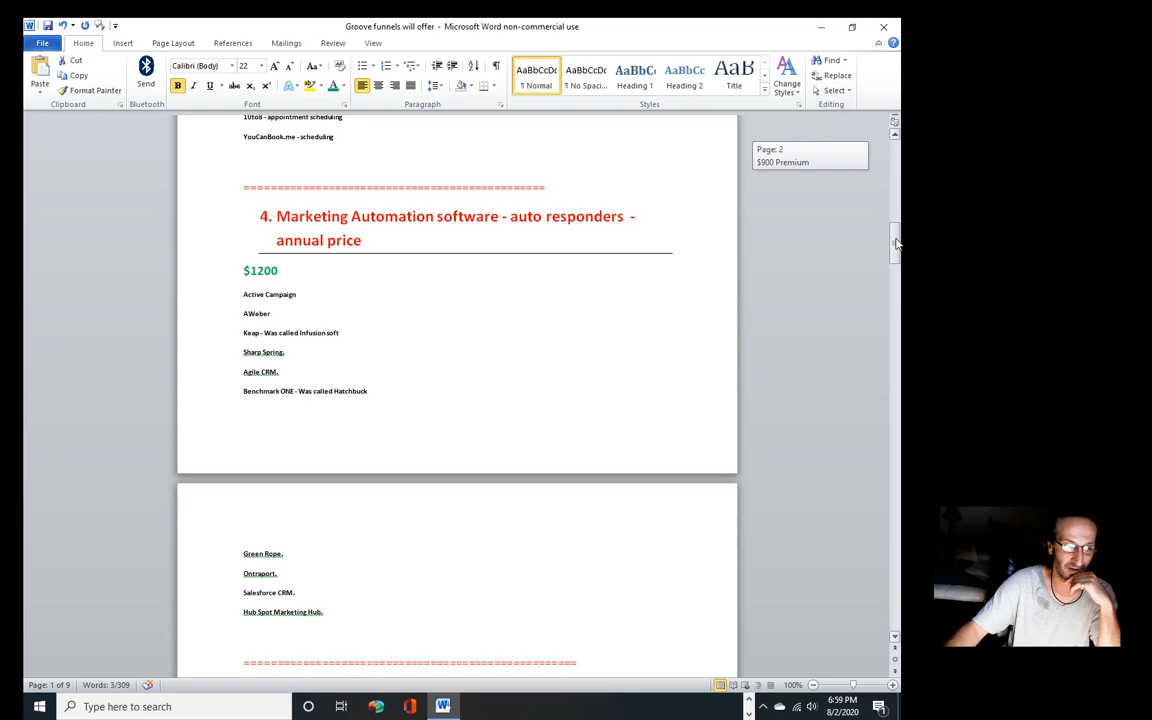 Groove funnels will offer - Microsoft Word non-commercial use
File Home Insert Page Layout References Mailings Review View
Paste
Cut
Copy
Format Painter
Clipboard
Send
Bluetooth
Calibri (Body) 22
B I U abc x₂ x² A A
Font
Paragraph
AaBbCcDc AaBbCcDc AaBbCc AaBbCc AaB
¶ Normal ¶ No Spaci... Heading 1 Heading 2 Title
Styles
Change Styles
Find
Replace
Select
Editing
10to8 - appointment scheduling
YouCanBook.me - scheduling
Page: 2
$900 Premium
=============================================
4. Marketing Automation software - auto responders -
annual price
$1200
Active Campaign
AWeber
Keap - Was called Infusionsoft
Sharp Spring.
Agile CRM.
Benchmark ONE - Was called Hatchbuck
Green Rope.
Ontraport.
Salesforce CRM.
Hub Spot Marketing Hub.
==================================================
Page: 1 of 9 Words: 3/309 100%
Type here to search
6:59 PM
8/2/2020